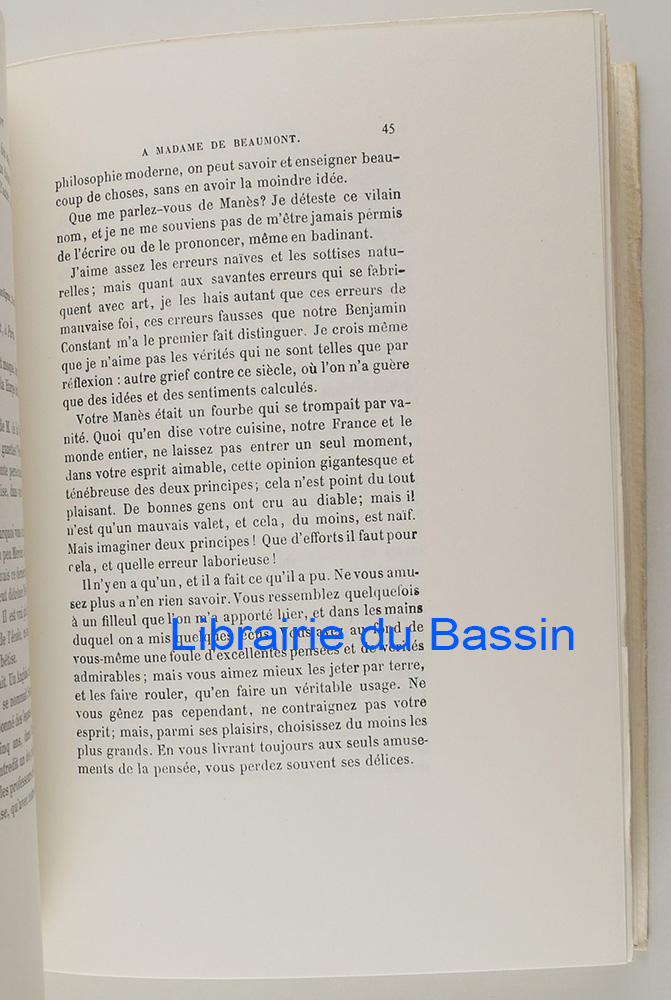 45
A MADAME DE BEAUMONT.
philosophie moderne, on peut savoir et enseigner beau-
coup de choses, sans en avoir la moindre idée.
Que me parlez-vous de Manès? Je déteste ce vilain
nom, et je ne me souviens pas de m'être jamais permis
de l'écrire ou de le prononcer, même en badinant.
J'aime assez les erreurs naïves et les sottises natu-
relles; mais quant aux savantes erreurs qui se fabri-
quent avec art, je les hais autant que ces erreurs de
mauvaise foi, ces erreurs fausses que notre Benjamin
Constant m'a le premier fait distinguer. Je crois même
que je n'aime pas les vérités qui ne sont telles que par
réflexion : autre grief contre ce siècle, où l'on n'a guère
que des idées et des sentiments calculés.
Votre Manès était un fourbe qui se trompait par va-
nité. Quoi qu'en dise votre cuisine, notre France et le
monde entier, ne laissez pas entrer un seul moment,
dans votre esprit aimable, cette opinion gigantesque et
ténébreuse des deux principes; cela n'est point du tout
plaisant. De bonnes gens ont cru au diable; mais il
n'est qu'un mauvais valet, et cela, du moins, est naïf.
Mais imaginer deux principes! Que d'efforts il faut pour
cela, et quelle erreur laborieuse!
Il n'y en a qu'un, et il a fait ce qu'il a pu. Ne vous amu-
sez plus a n'en rien savoir. Vous ressemblez quelquefois
à un filleul que l'on m'a apporté hier, et dans les mains
duquel on a mis quelques écus. Vous avez au fond de
Librairie du Bassin
vous-même une foule d'excellentes pensées et de vérités
admirables; mais vous aimez mieux les jeter par terre,
et les faire rouler, qu'en faire un véritable usage. Ne
vous gênez pas cependant, ne contraignez pas votre
esprit; mais, parmi ses plaisirs, choisissez du moins les
plus grands. En vous livrant toujours aux seuls amuse-
ments de la pensée, vous perdez souvent ses délices.